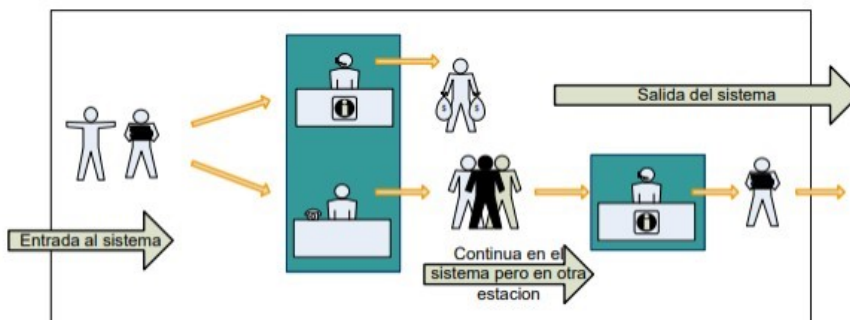 Salida del sistema
Entrada al sistema
Continua en el
sistema pero en otra
estacion
i
$ $
i